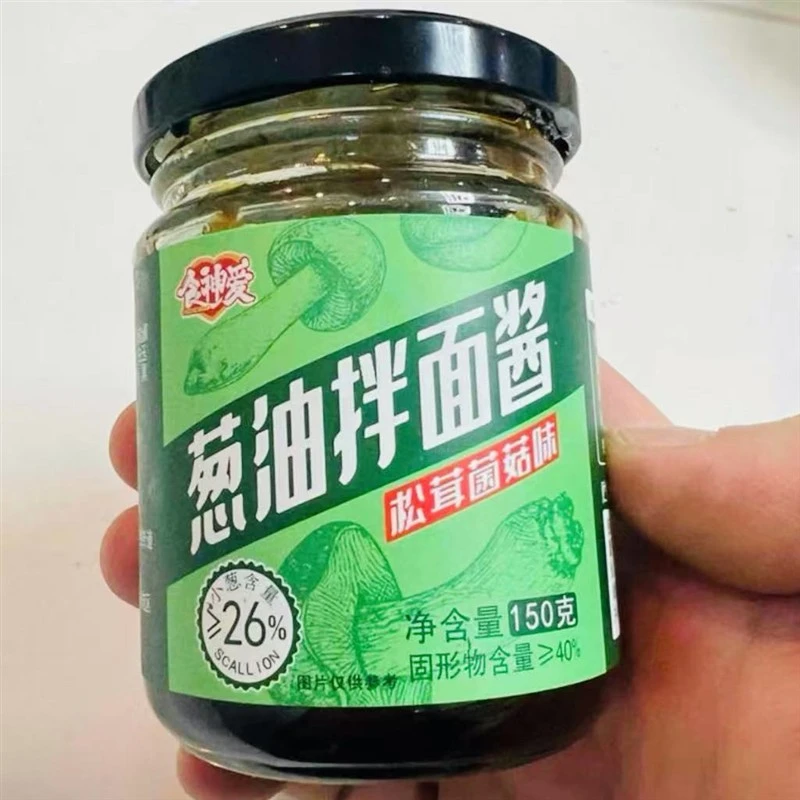 食神爱
葱油拌面酱
松茸菌菇味
小葱含量
≥26%
SCALLION
净含量 150克
固形物含量≥40%
图片仅供参考